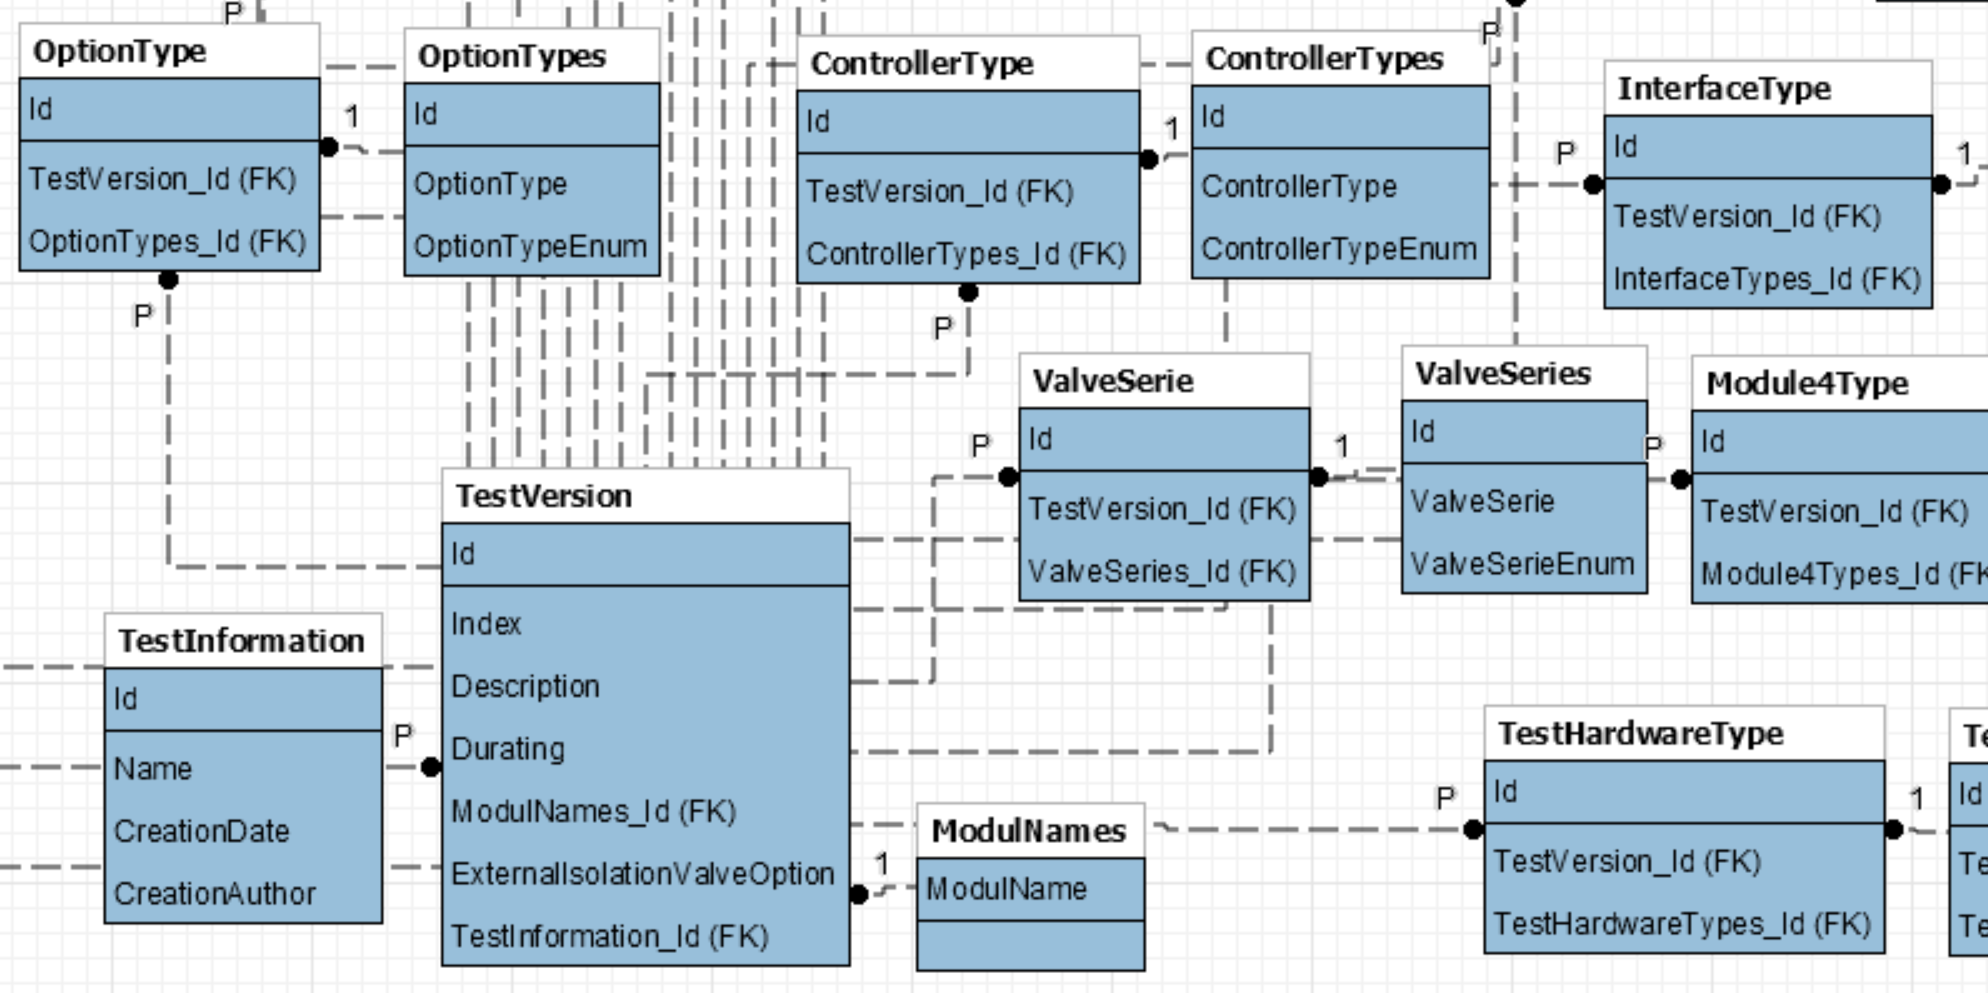 P
OptionType
Id
TestVersion_Id (FK)
OptionTypes_Id (FK)
1
P
OptionTypes
Id
OptionType
OptionTypeEnum
ControllerType
Id
TestVersion_Id (FK)
ControllerTypes_Id (FK)
1
P
ControllerTypes
Id
ControllerType
ControllerTypeEnum
P
P
InterfaceType
Id
TestVersion_Id (FK)
InterfaceTypes_Id (FK)
1
P
ValveSerie
Id
TestVersion_Id (FK)
ValveSeries_Id (FK)
1
ValveSeries
Id
ValveSerie
ValveSerieEnum
P
Module4Type
Id
TestVersion_Id (FK)
Module4Types_Id (FK
TestVersion
Id
Index
Description
Durating
ModulNames_Id (FK)
ExternalIsolationValveOption
TestInformation_Id (FK)
TestInformation
Id
Name
CreationDate
CreationAuthor
P
1
ModulNames
ModulName
P
TestHardwareType
Id
TestVersion_Id (FK)
TestHardwareTypes_Id (FK)
1
Te
Id
Te
Te